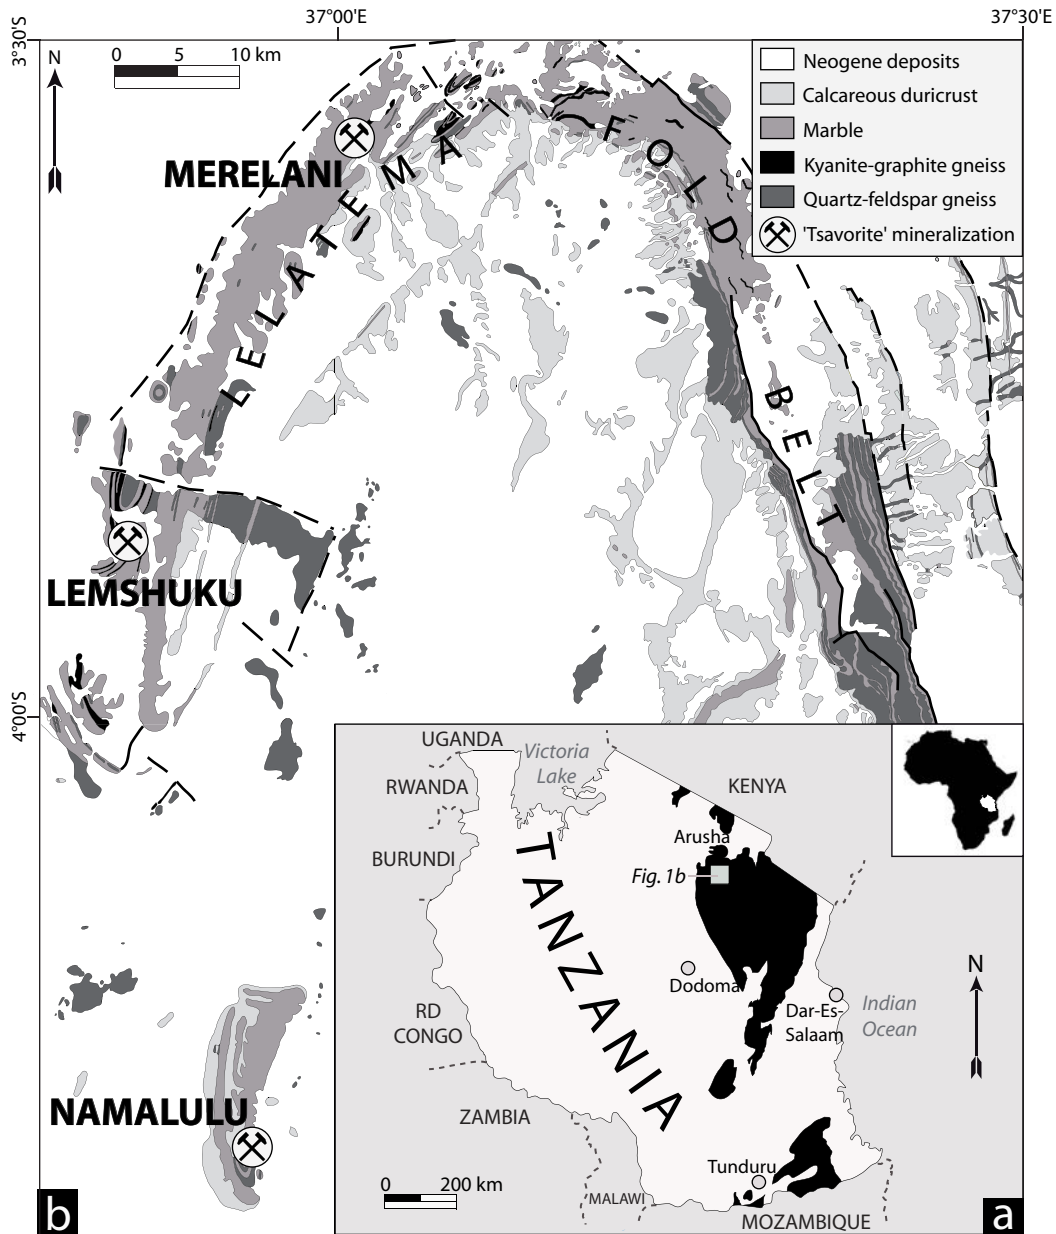 37°00'E
37°30'E
3°30'S
N
0 5 10 km
Neogene deposits
Calcareous duricrust
Marble
Kyanite-graphite gneiss
Quartz-feldspar gneiss
'Tsavorite' mineralization
MERELANI
LELATEMA FOLD BELT
LEMSHUKU
4°00'S
NAMALULU
b
UGANDA
Victoria
Lake
RWANDA
KENYA
Arusha
BURUNDI
Fig. 1b
TANZANIA
Dodoma
N
Dar-Es-
Salaam
Indian
Ocean
RD
CONGO
ZAMBIA
Tunduru
0 200 km
MALAWI
MOZAMBIQUE
a